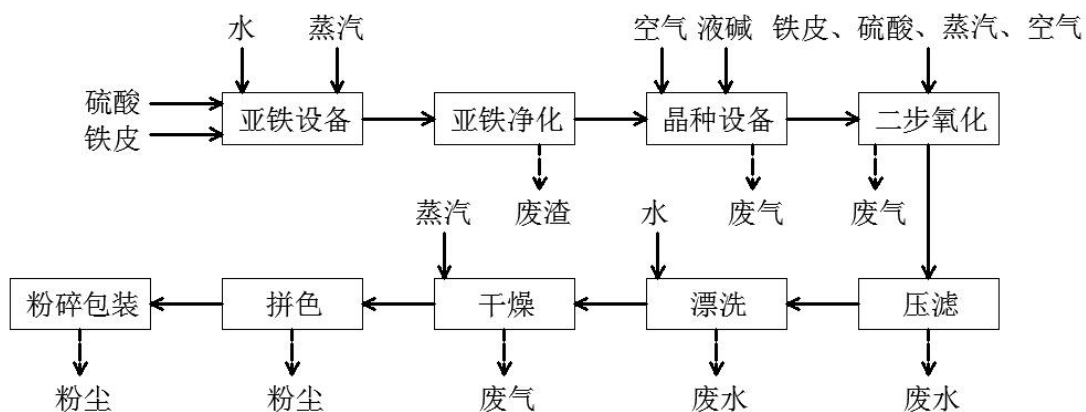 水 蒸汽 空气 液碱 铁皮、硫酸、蒸汽、空气
硫酸
铁皮
亚铁设备 亚铁净化 晶种设备 二步氧化
废渣 废气 废气
蒸汽 水
粉碎包装 拼色 干燥 漂洗 压滤
粉尘 粉尘 废气 废水 废水